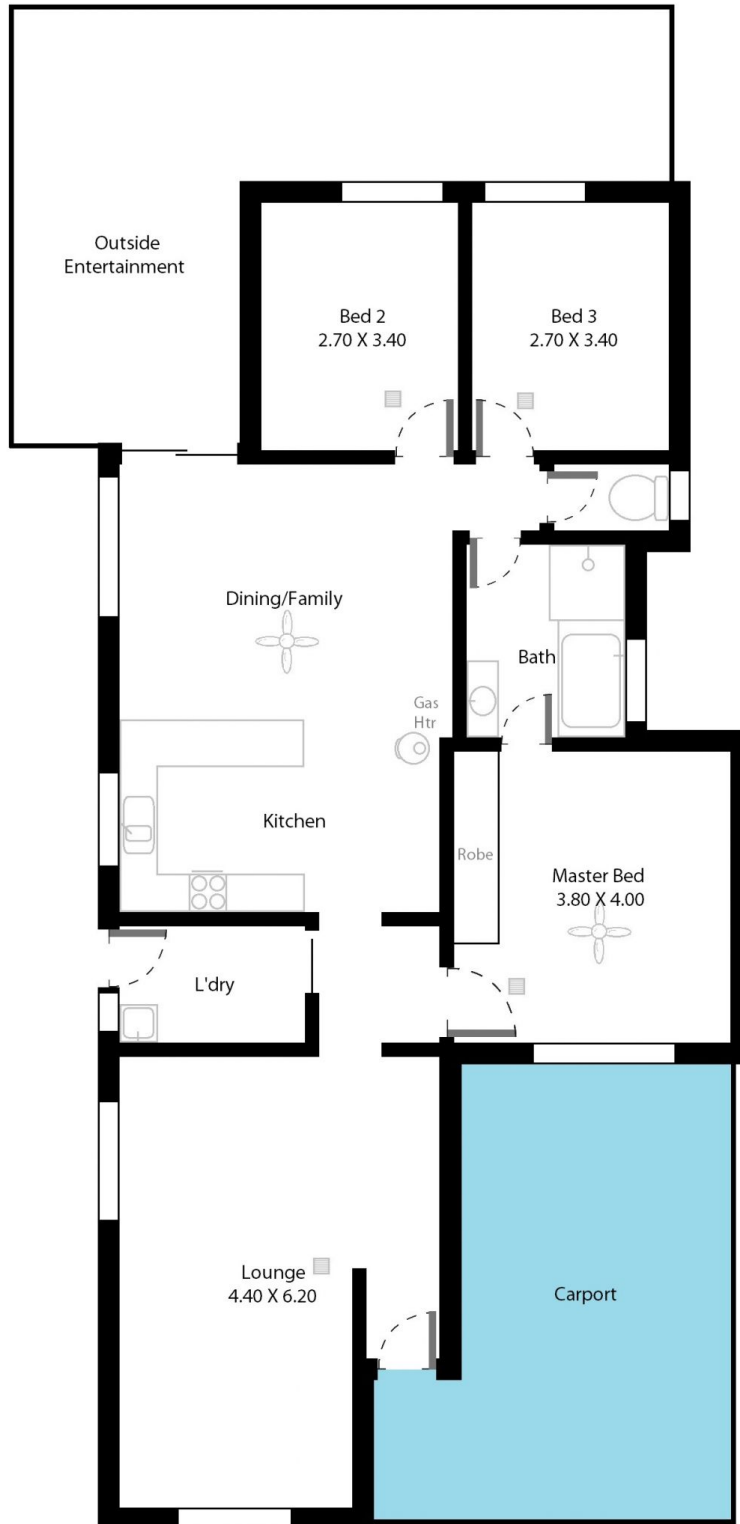 Outside
Entertainment
Bed 2
2.70 X 3.40
Bed 3
2.70 X 3.40
Dining/Family
Bath
Gas
Htr
Kitchen
Robe
Master Bed
3.80 X 4.00
L'dry
Lounge
4.40 X 6.20
Carport